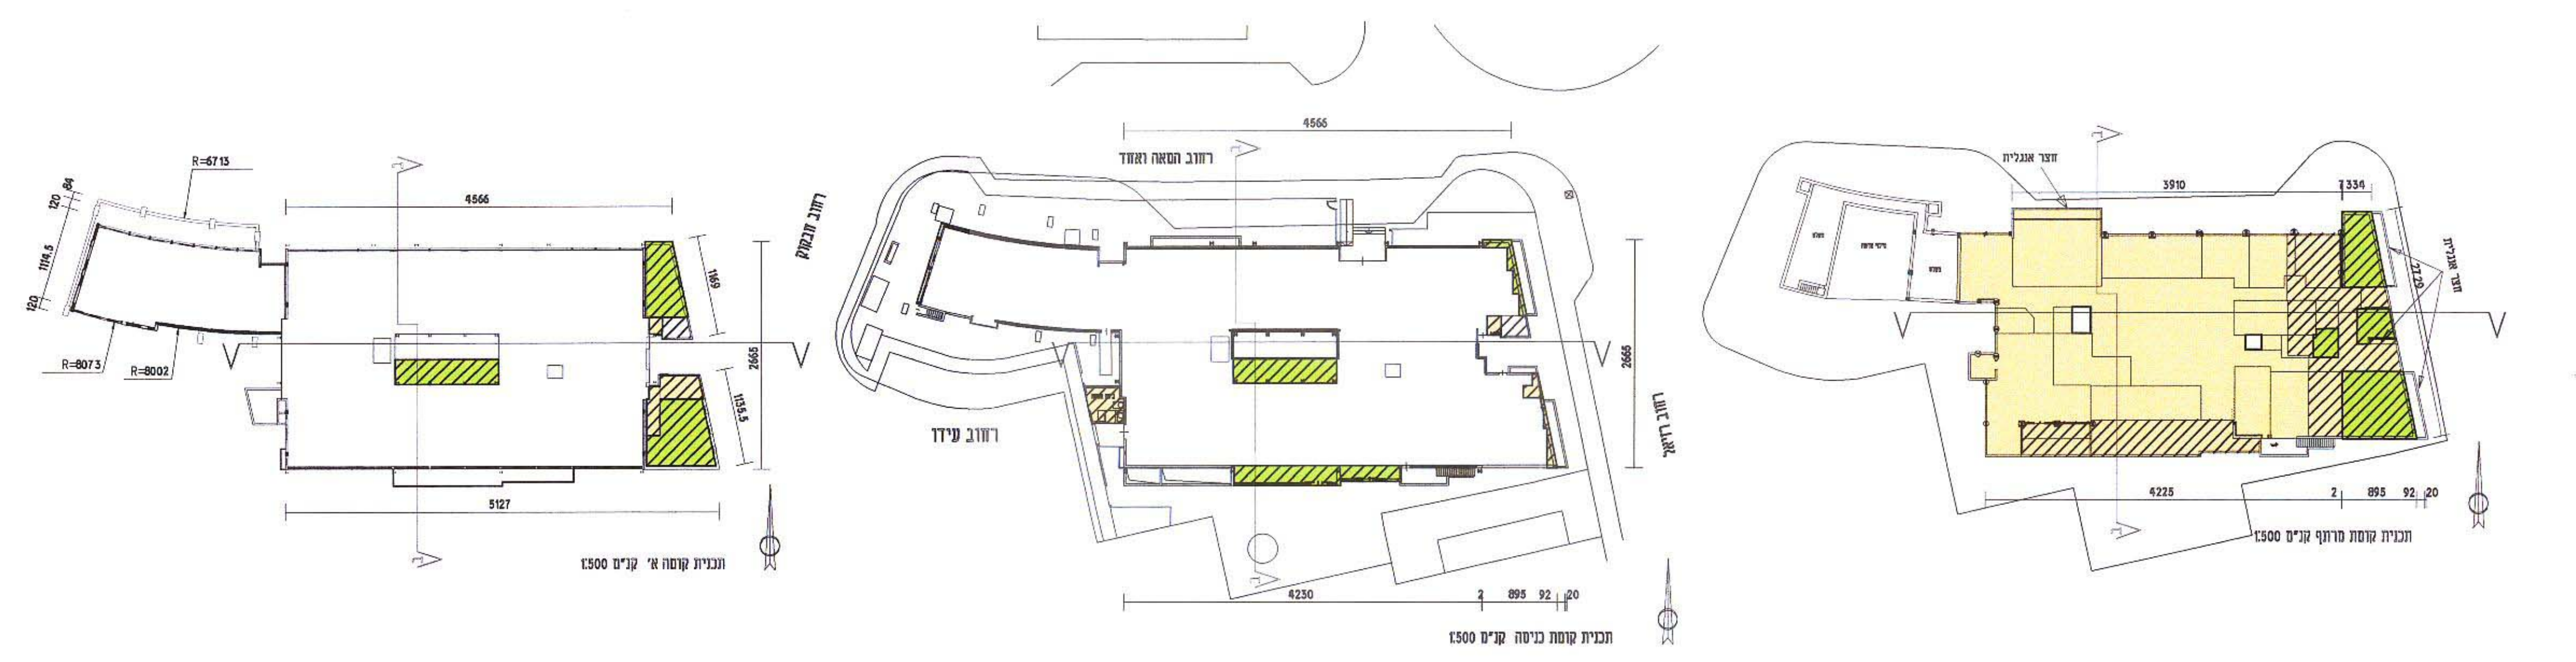 R=6713
84
120
1114.5
120
4566
1169
2665
1135.5
R=8073
R=8002
5127
תכנית קומה א' קנ"מ 1:500
4566
רחוב המאה ואחד
רחוב חבקוק
2665
רחוב עידו
4230
2
895
92
20
תכנית קומת כניסה קנ"מ 1:500
חצר אנגלית
3910
334
חצר אנגלית
2729
4225
2
895
92
20
תכנית קומת מרתף קנ"מ 1:500